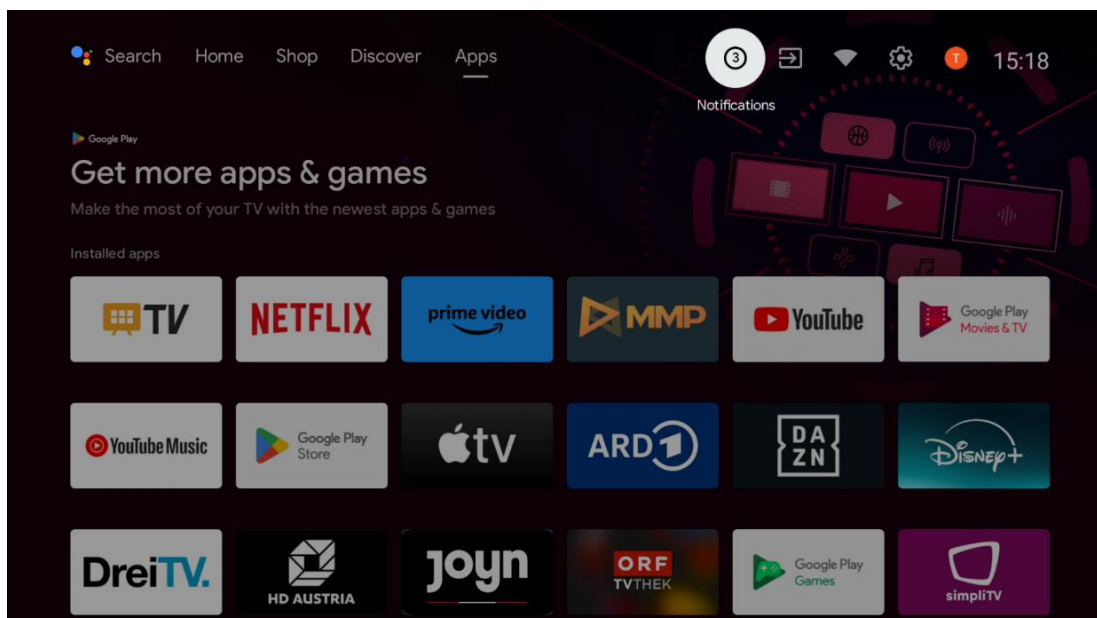 Search Home Shop Discover Apps 3 T 15:18
Notifications
Google Play
Get more apps & games
Make the most of your TV with the newest apps & games
Installed apps
TV NETFLIX prime video MMP YouTube Google Play
Movies & TV
YouTube Music Google Play
Store
tv ARD 1 DA
ZN
Disney+
DreiTV. HD AUSTRIA joyn ORF
TVTHEK
Google Play
Games
simpliTV